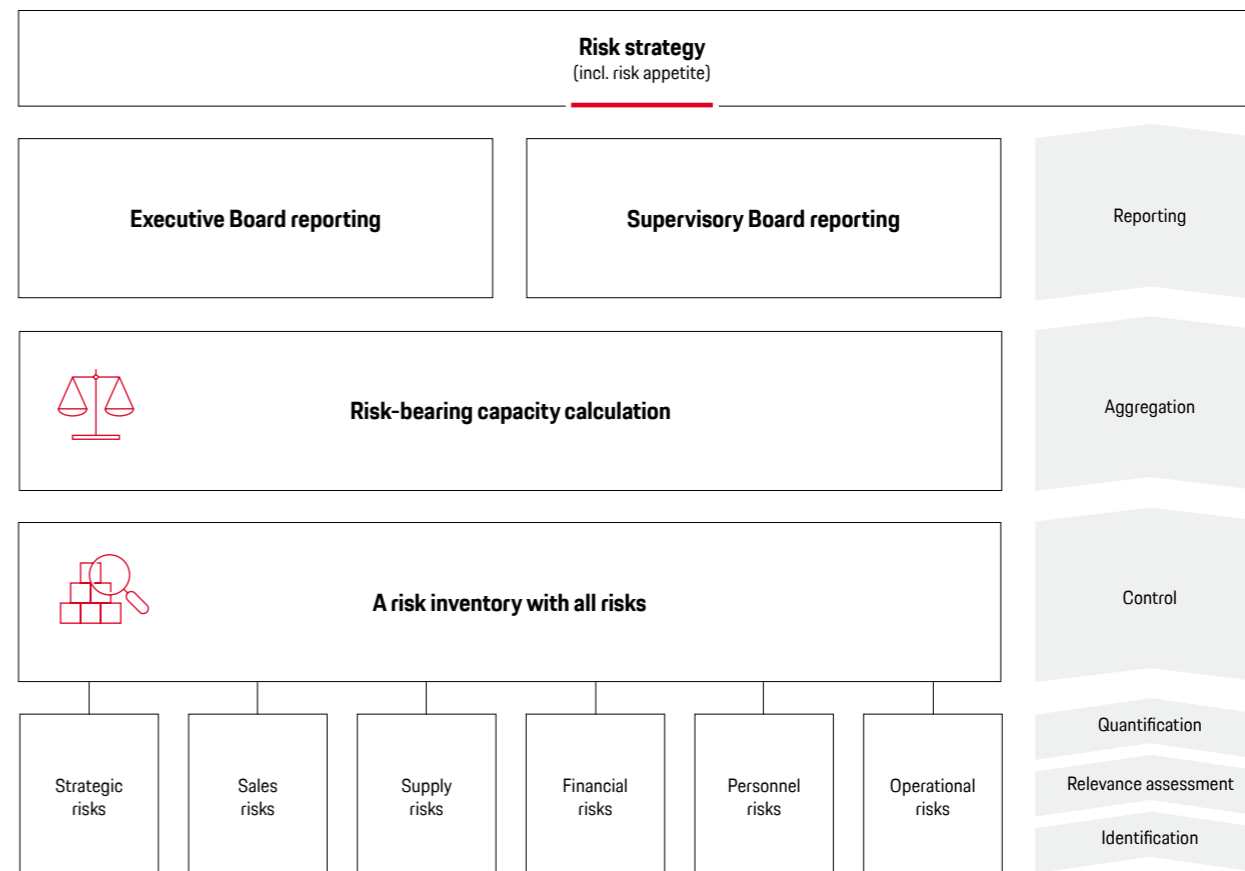 Risk strategy
(incl. risk appetite)
Executive Board reporting
Supervisory Board reporting
Reporting
Risk-bearing capacity calculation
Aggregation
A risk inventory with all risks
Control
Strategic
risks
Sales
risks
Supply
risks
Financial
risks
Personnel
risks
Operational
risks
Quantification
Relevance assessment
Identification